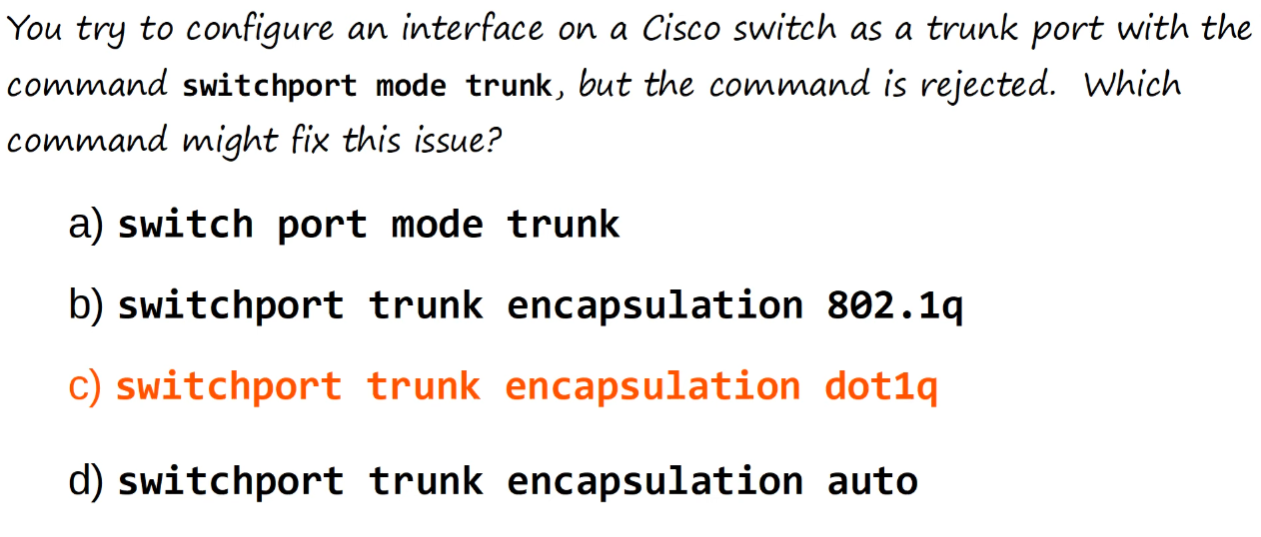 You try to configure an interface on a Cisco switch as a trunk port with the
command switchport mode trunk, but the command is rejected. Which
command might fix this issue?
a) switch port mode trunk
b) switchport trunk encapsulation 802.1q
c) switchport trunk encapsulation dot1q
d) switchport trunk encapsulation auto